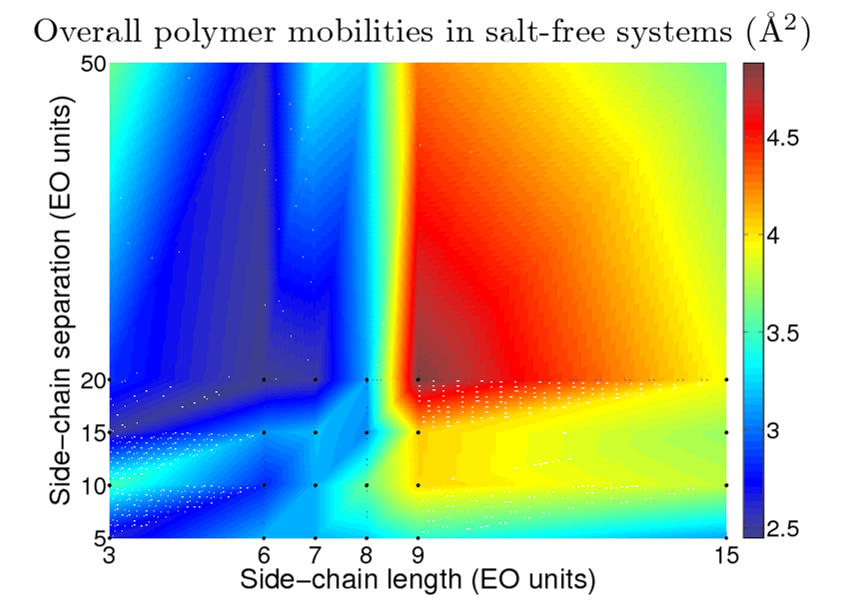 Overall polymer mobilities in salt-free systems (Å²)
50
20
15
10
5
Side−chain separation (EO units)
3 6 7 8 9 15
Side−chain length (EO units)
4.5
4
3.5
3
2.5